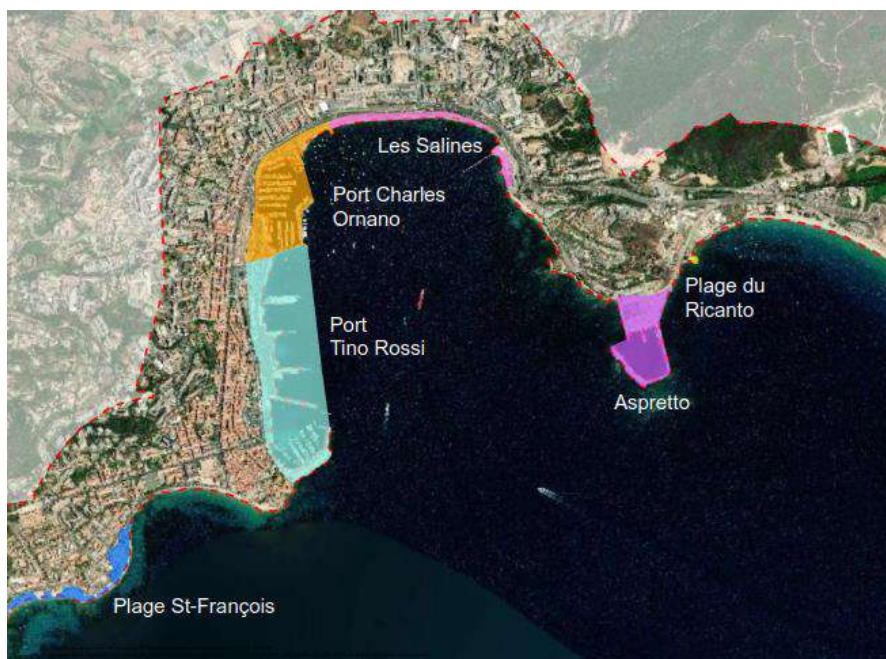 Les Salines
Port Charles
Ornano
Plage du
Ricanto
Port
Tino Rossi
Aspretto
Plage St-François